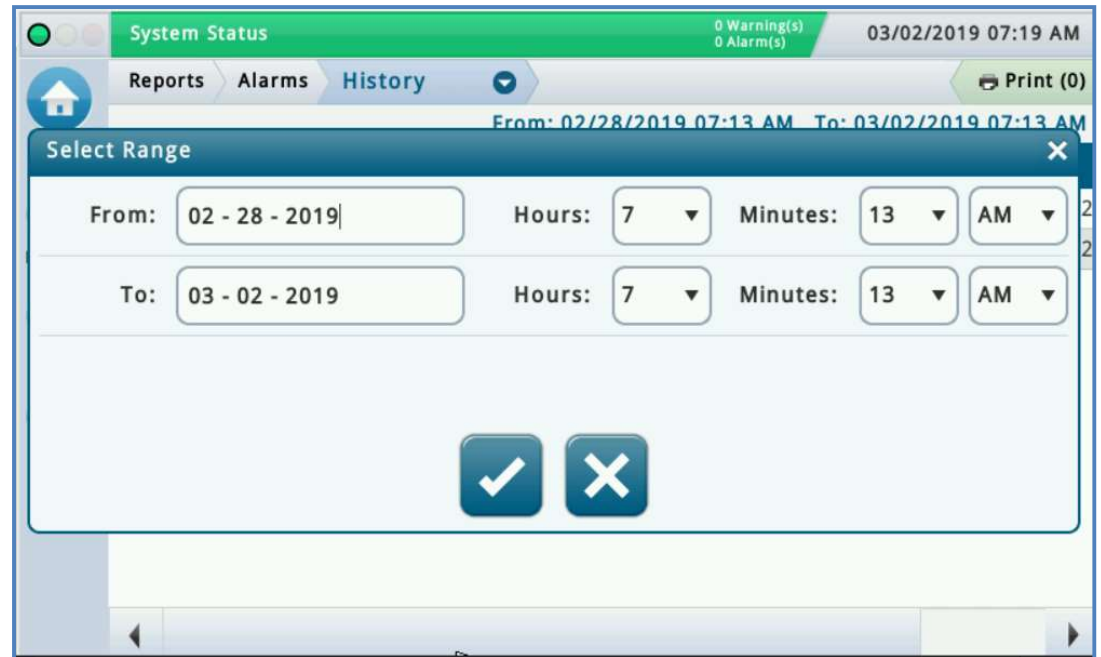 System Status 0 Warning(s) 03/02/2019 07:19 AM
0 Alarm(s)
Reports Alarms History Print (0)
From: 02/28/2019 07:13 AM To: 03/02/2019 07:13 AM
Select Range
From: 02 - 28 - 2019 Hours: 7 Minutes: 13 AM
2
To: 03 - 02 - 2019 Hours: 7 Minutes: 13 AM
2